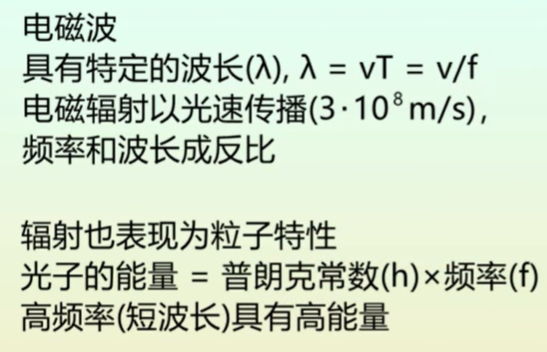 电磁波
具有特定的波长(λ), λ = vT = v/f
电磁辐射以光速传播(3·10⁸m/s),
频率和波长成反比
辐射也表现为粒子特性
光子的能量 = 普朗克常数(h)×频率(f)
高频率(短波长)具有高能量